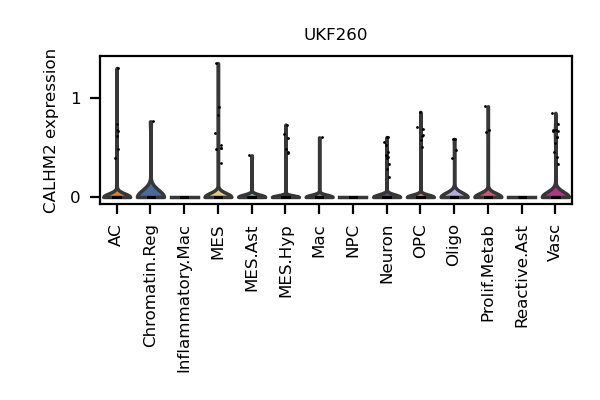 UKF260
CALHM2 expression
1
0
AC
Chromatin.Reg
Inflammatory.Mac
MES
MES.Ast
MES.Hyp
Mac
NPC
Neuron
OPC
Oligo
Prolif.Metab
Reactive.Ast
Vasc